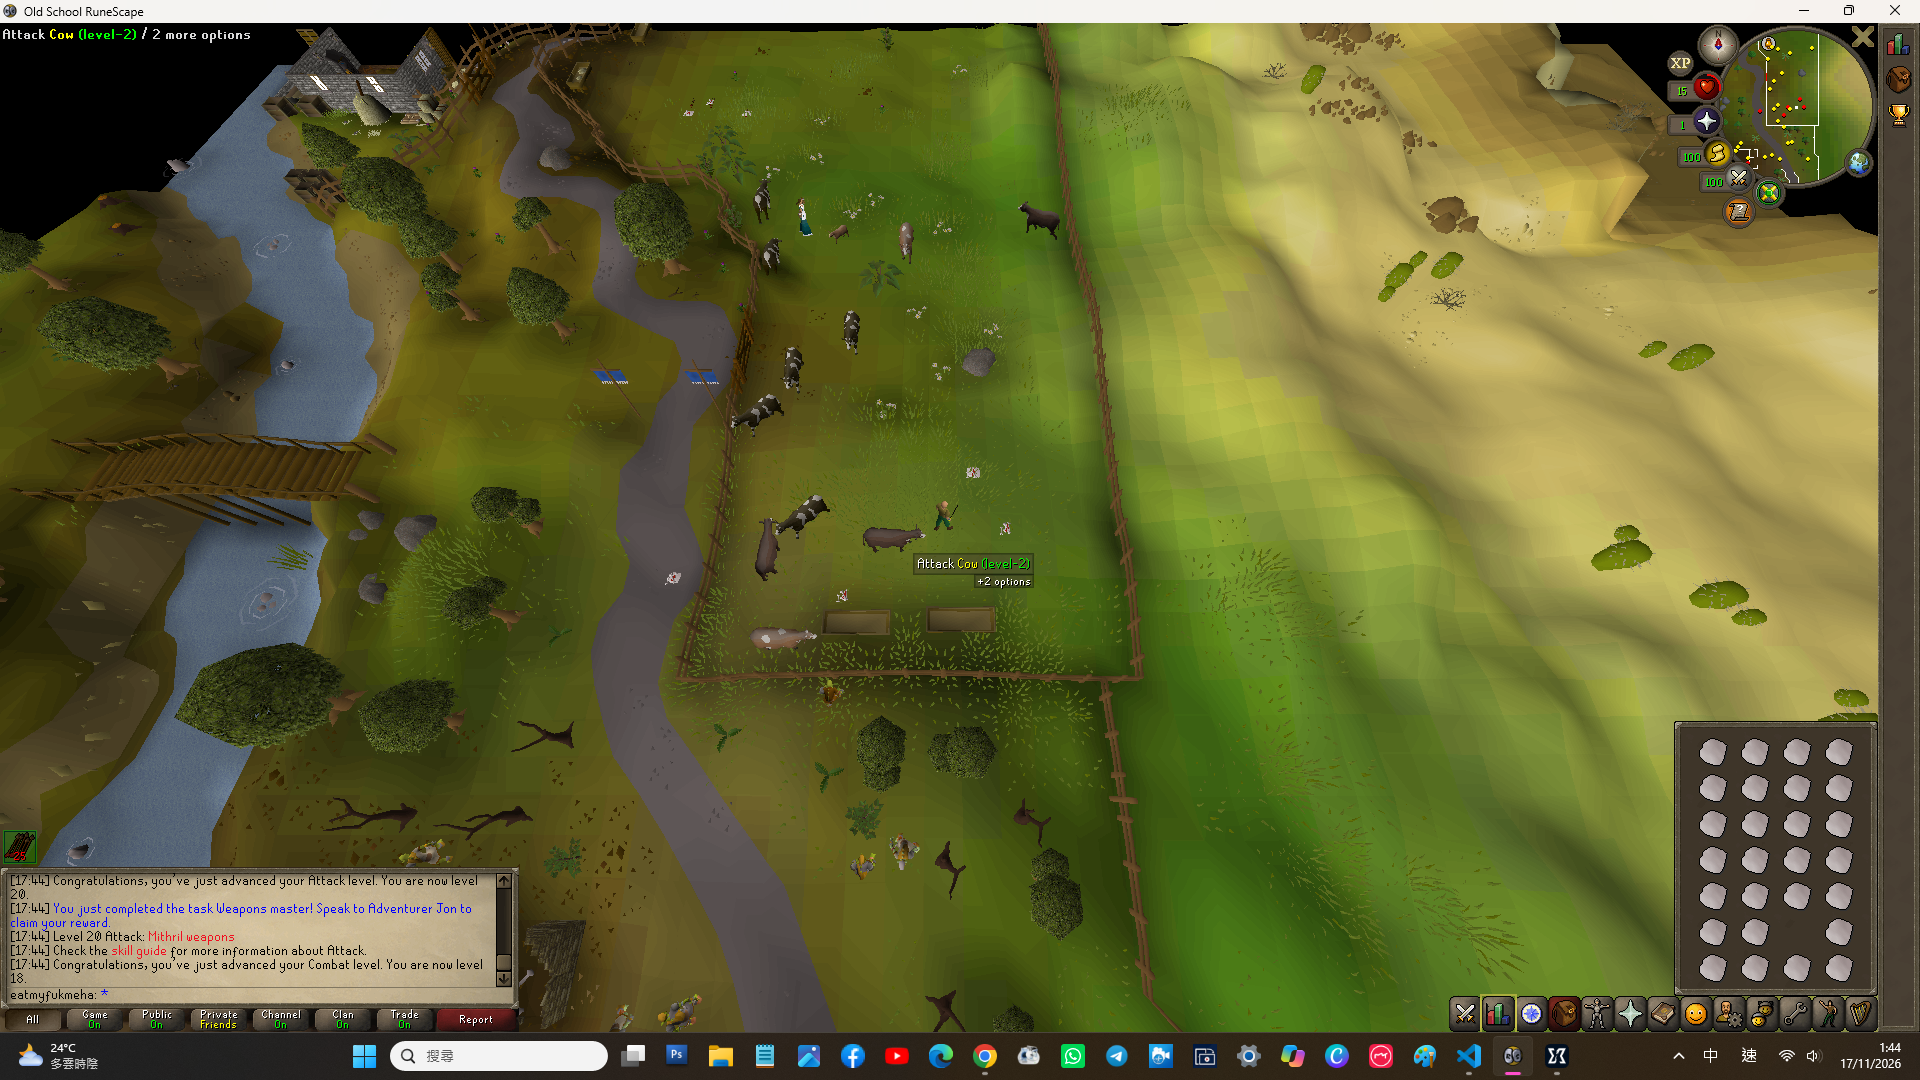 Old School RuneScape
Attack Cow (level-2) / 2 more options
N
XP
15
1
100
100
Attack Cow (level-2)
+2 options
29
[17:44] Congratulations, you've just advanced your Attack level. You are now level
20.
[17:44] You just completed the task Weapons master! Speak to Adventurer Jon to
claim your reward.
[17:44] Level 20 Attack: Mithril weapons
[17:44] Check the skill guide for more information about Attack.
[17:44] Congratulations, you've just advanced your Combat level. You are now level
18.
eatmyfukmeha: *
All
Game
On
Public
On
Private
Friends
Channel
On
Clan
On
Trade
On
Report
24°C
多雲時陰
搜尋
Ps
中
速
1:44
17/11/2026